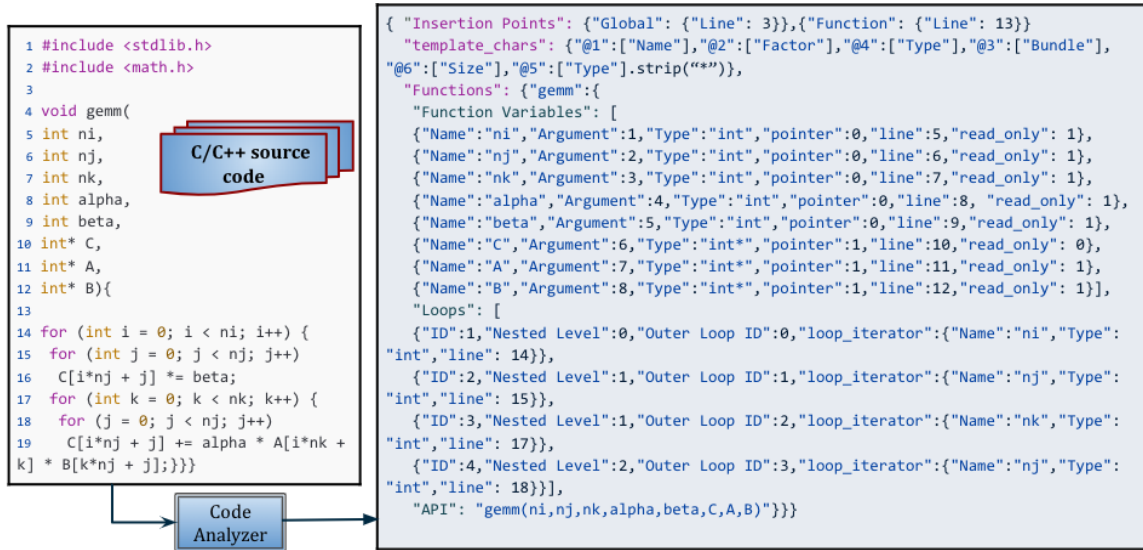 1 #include <stdlib.h>
2 #include <math.h>
3
4 void gemm(
5 int ni,
6 int nj,
7 int nk,
8 int alpha,
9 int beta,
10 int* C,
11 int* A,
12 int* B){
13
14 for (int i = 0; i < ni; i++) {
15 for (int j = 0; j < nj; j++)
16 C[i*nj + j] *= beta;
17 for (int k = 0; k < nk; k++) {
18 for (j = 0; j < nj; j++)
19 C[i*nj + j] += alpha * A[i*nk +
k] * B[k*nj + j];}}}
C/C++ source
code
Code
Analyzer
{ "Insertion Points": {"Global": {"Line": 3}},{"Function": {"Line": 13}}
"template_chars": {"@1":["Name"],"@2":["Factor"],"@4":["Type"],"@3":["Bundle"],
"@6":["Size"],"@5":["Type"].strip(“*”)},
"Functions": {"gemm":{
"Function Variables": [
{"Name":"ni","Argument":1,"Type":"int","pointer":0,"line":5,"read_only": 1},
{"Name":"nj","Argument":2,"Type":"int","pointer":0,"line":6,"read_only": 1},
{"Name":"nk","Argument":3,"Type":"int","pointer":0,"line":7,"read_only": 1},
{"Name":"alpha","Argument":4,"Type":"int","pointer":0,"line":8, "read_only": 1},
{"Name":"beta","Argument":5,"Type":"int","pointer":0,"line":9,"read_only": 1},
{"Name":"C","Argument":6,"Type":"int*","pointer":1,"line":10,"read_only": 0},
{"Name":"A","Argument":7,"Type":"int*","pointer":1,"line":11,"read_only": 1},
{"Name":"B","Argument":8,"Type":"int*","pointer":1,"line":12,"read_only": 1}],
"Loops": [
{"ID":1,"Nested Level":0,"Outer Loop ID":0,"loop_iterator":{"Name":"ni","Type":
"int","line": 14}},
{"ID":2,"Nested Level":1,"Outer Loop ID":1,"loop_iterator":{"Name":"nj","Type":
"int","line": 15}},
{"ID":3,"Nested Level":1,"Outer Loop ID":2,"loop_iterator":{"Name":"nk","Type":
"int","line": 17}},
{"ID":4,"Nested Level":2,"Outer Loop ID":3,"loop_iterator":{"Name":"nj","Type":
"int","line": 18}}],
"API": "gemm(ni,nj,nk,alpha,beta,C,A,B)"}}}